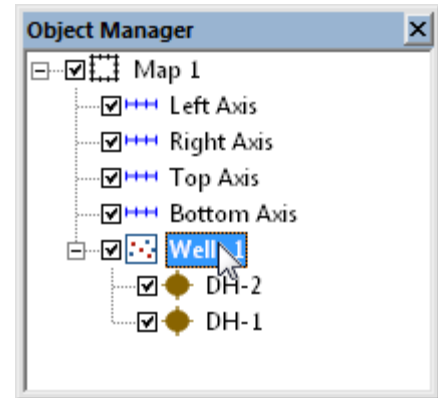 Object Manager
Map 1
Left Axis
Right Axis
Top Axis
Bottom Axis
Well 1
DH-2
DH-1